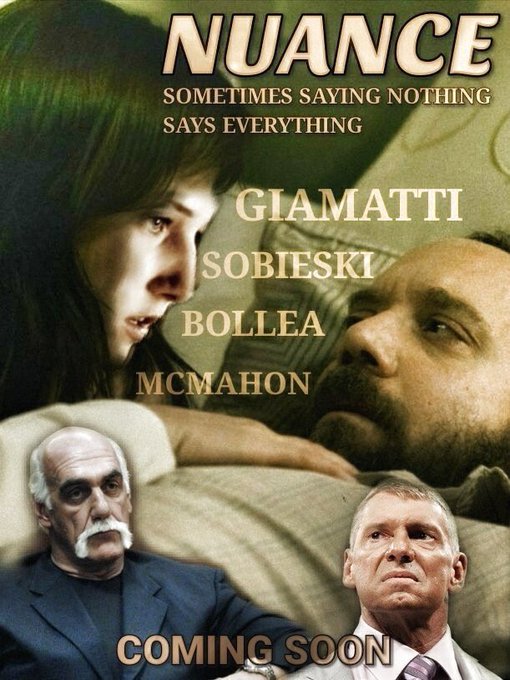 NUANCE
SOMETIMES SAYING NOTHING
SAYS EVERYTHING
GIAMATTI
SOBIESKI
BOLLEA
MCMAHON
COMING SOON